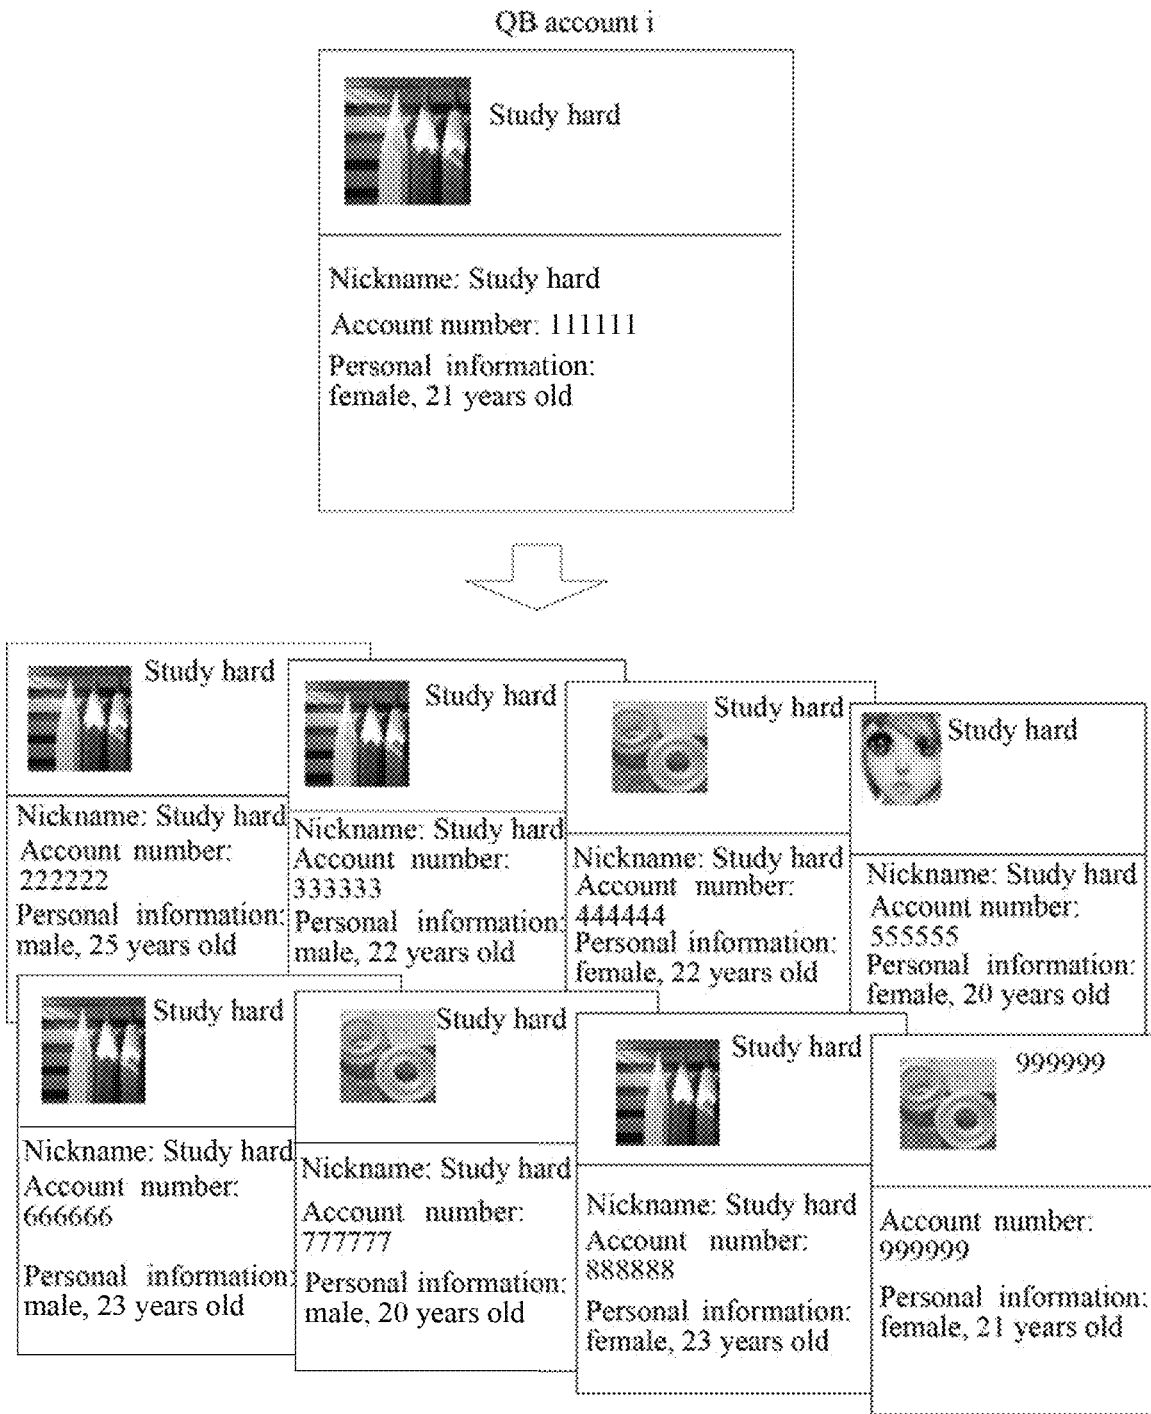 QB account i
Study hard
Nickname: Study hard
Account number: 111111
Personal information:
female, 21 years old
Study hard
Nickname: Study hard
Account number:
222222
Personal information:
male, 25 years old
Study hard
Nickname: Study hard
Account number:
333333
Personal information:
male, 22 years old
Study hard
Nickname: Study hard
Account number:
444444
Personal information:
female, 22 years old
Study hard
Nickname: Study hard
Account number:
555555
Personal information:
female, 20 years old
Study hard
Nickname: Study hard
Account number:
666666
Personal information:
male, 23 years old
Study hard
Nickname: Study hard
Account number:
777777
Personal information:
male, 20 years old
Study hard
Nickname: Study hard
Account number:
888888
Personal information:
female, 23 years old
999999
Account number:
999999
Personal information:
female, 21 years old